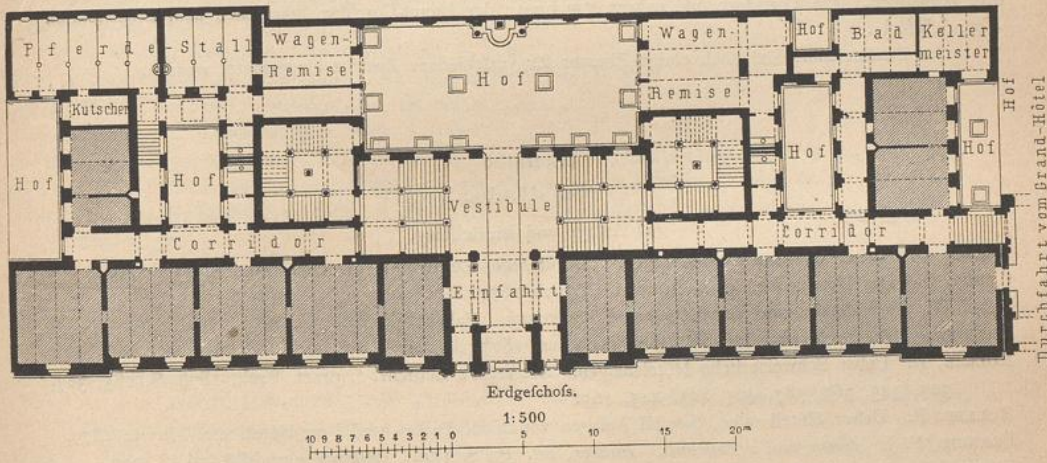 Pferde-Stall
Wagen-
Remise
Hof
Wagen-
Remise
Hof
Bad
Keller
meister
Kutscher
Hof
Hof
Vestibule
Hof
Hof
Hof
Durchfahrt vom Grand-Hôtel
Corridor
Corridor
Einfahrt
Erdgeſchoſs.
1:500
10 9 8 7 6 5 4 3 2 1 0 5 10 15 20m